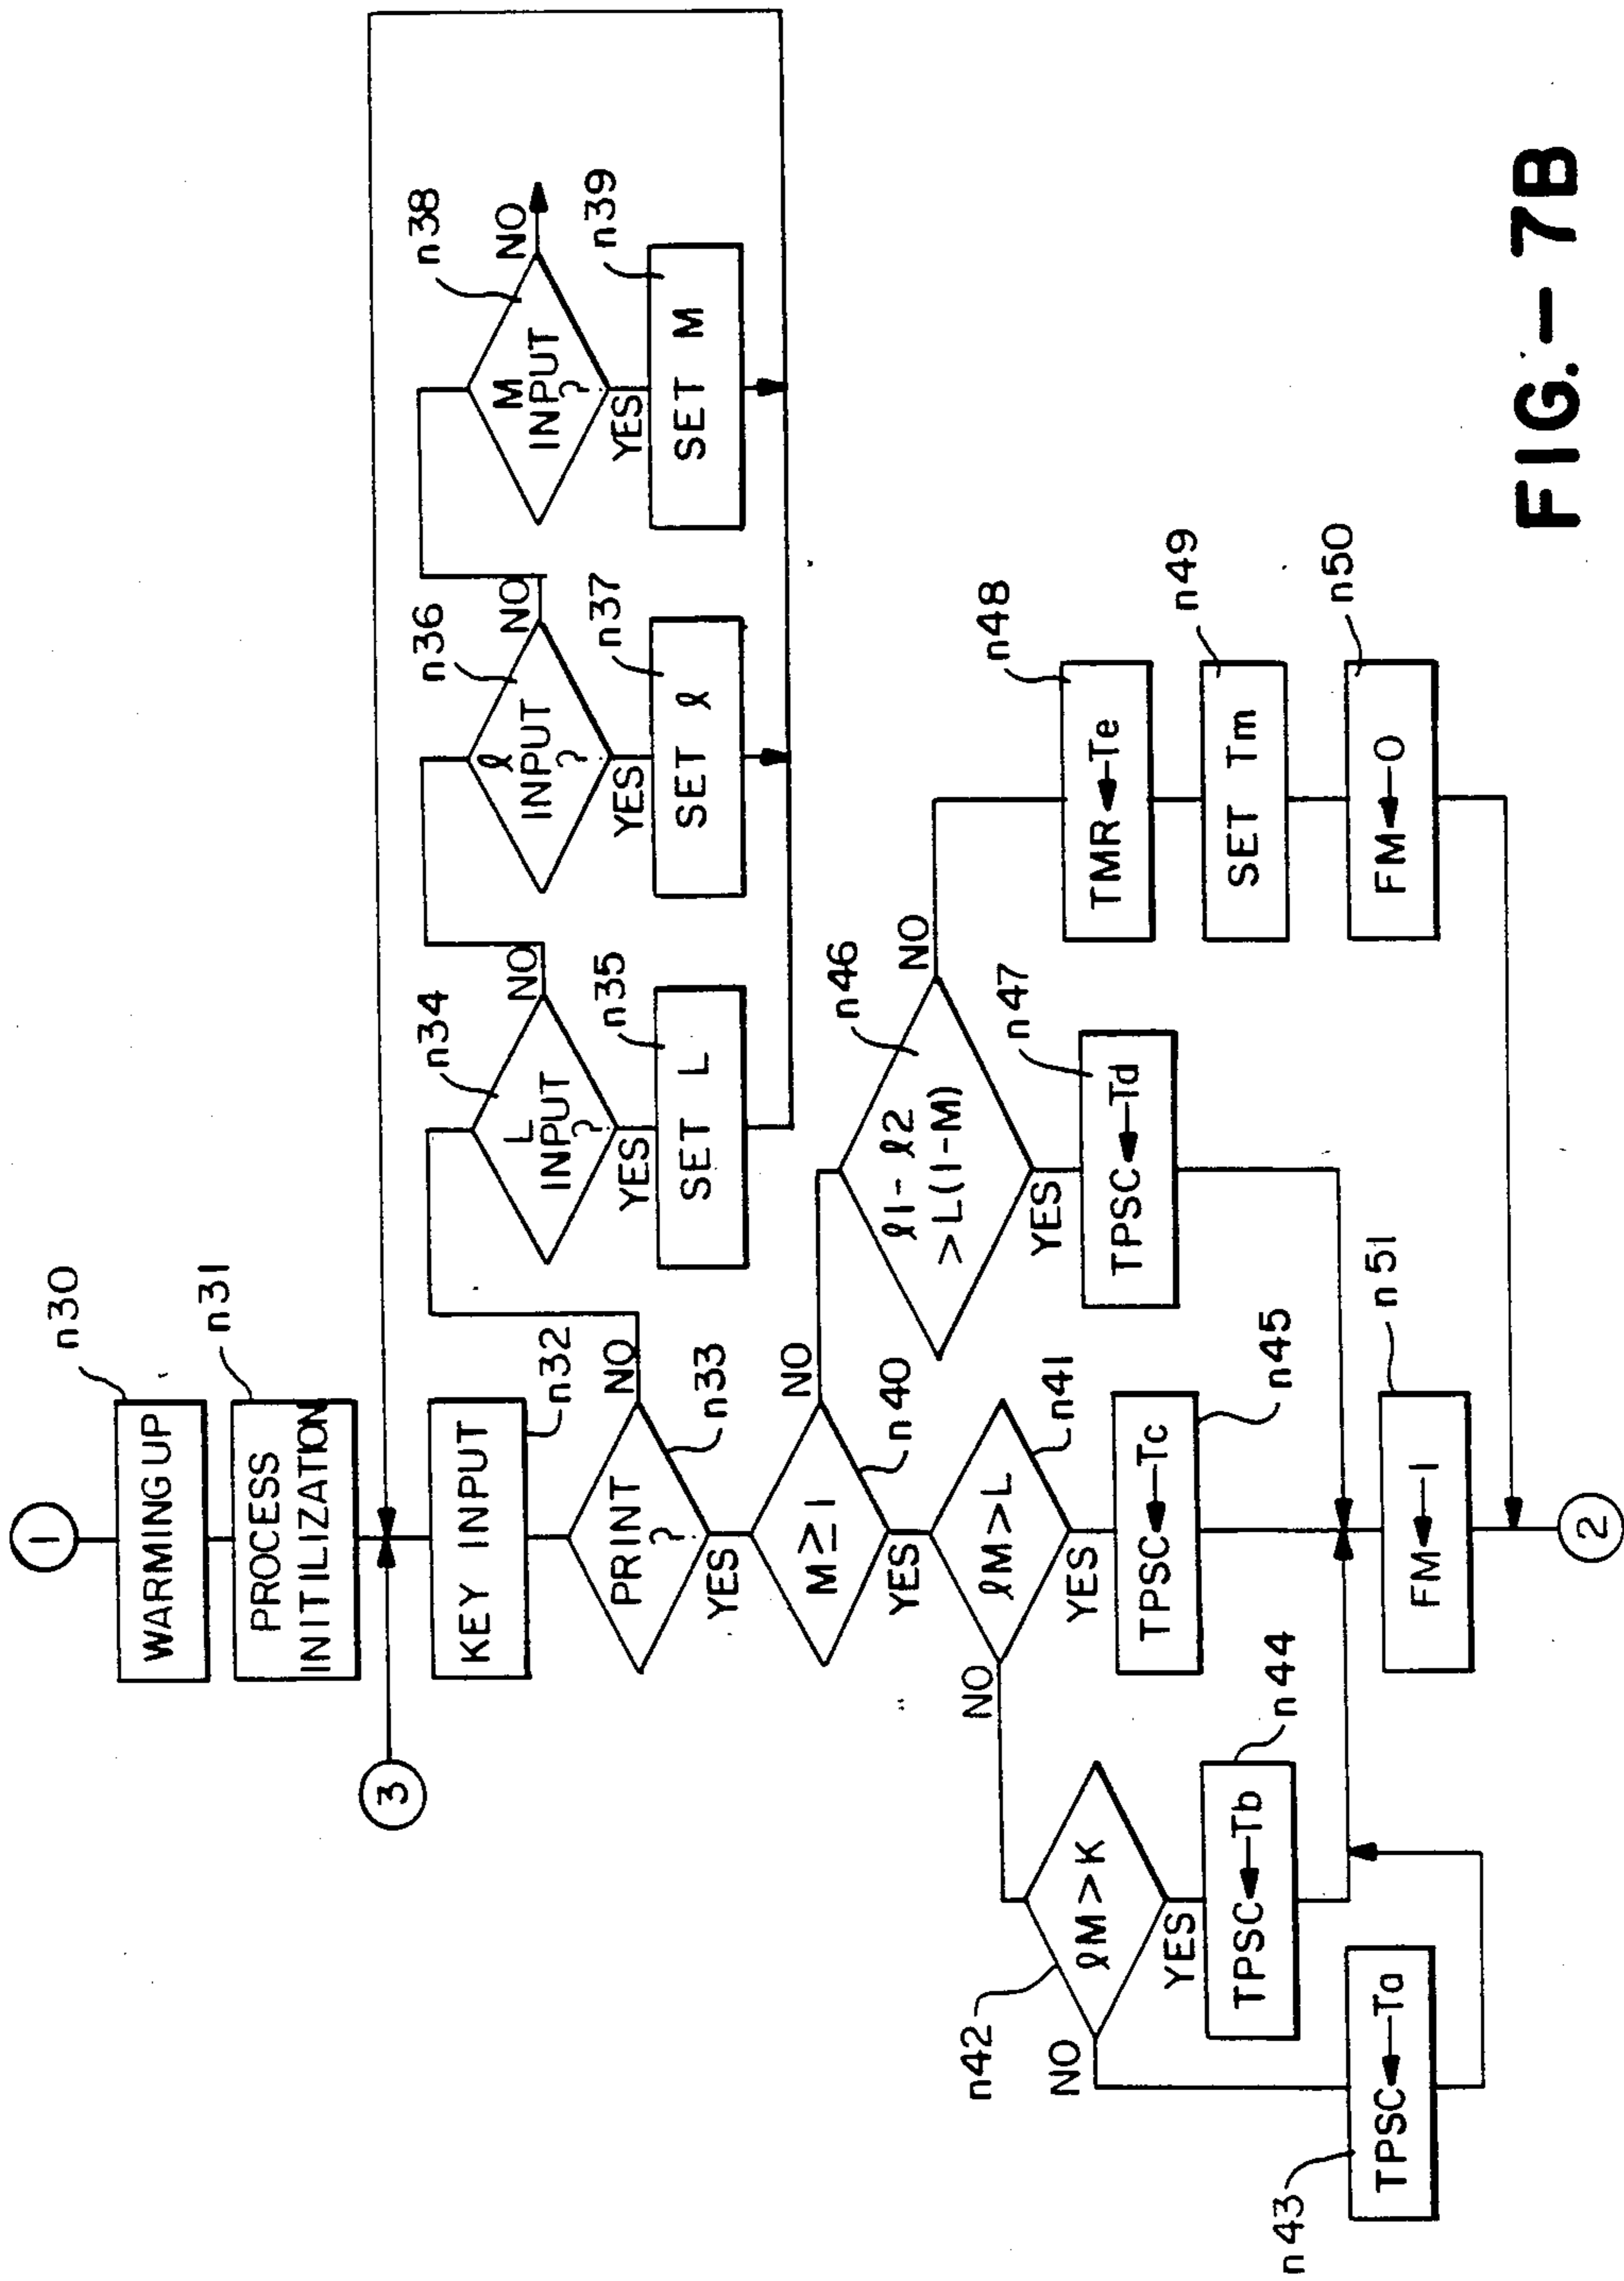 1
WARMING UP
n30
PROCESS
INITILIZATION
n31
3
KEY INPUT
n32
PRINT
?
n33
NO
YES
L
INPUT
?
n34
NO
YES
SET L
n35
ℓ
INPUT
?
n36
NO
YES
SET ℓ
n37
M
INPUT
?
n38
NO
YES
SET M
n39
M≥1
n40
NO
YES
ℓM>L
n41
NO
YES
ℓM>K
n42
NO
YES
TPSC←Ta
n43
TPSC←Tb
n44
TPSC←Tc
n45
ℓ1-ℓ2
>L(1-M)
n46
NO
YES
TPSC←Td
n47
TMR←Te
n48
SET Tm
n49
FM←0
n50
FM←1
n51
2
FIG.-7B